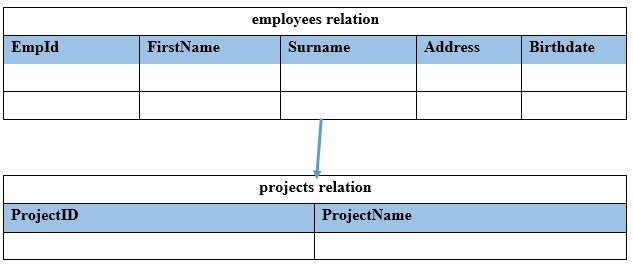 employees relation
EmpId FirstName Surname Address Birthdate
projects relation
ProjectID ProjectName